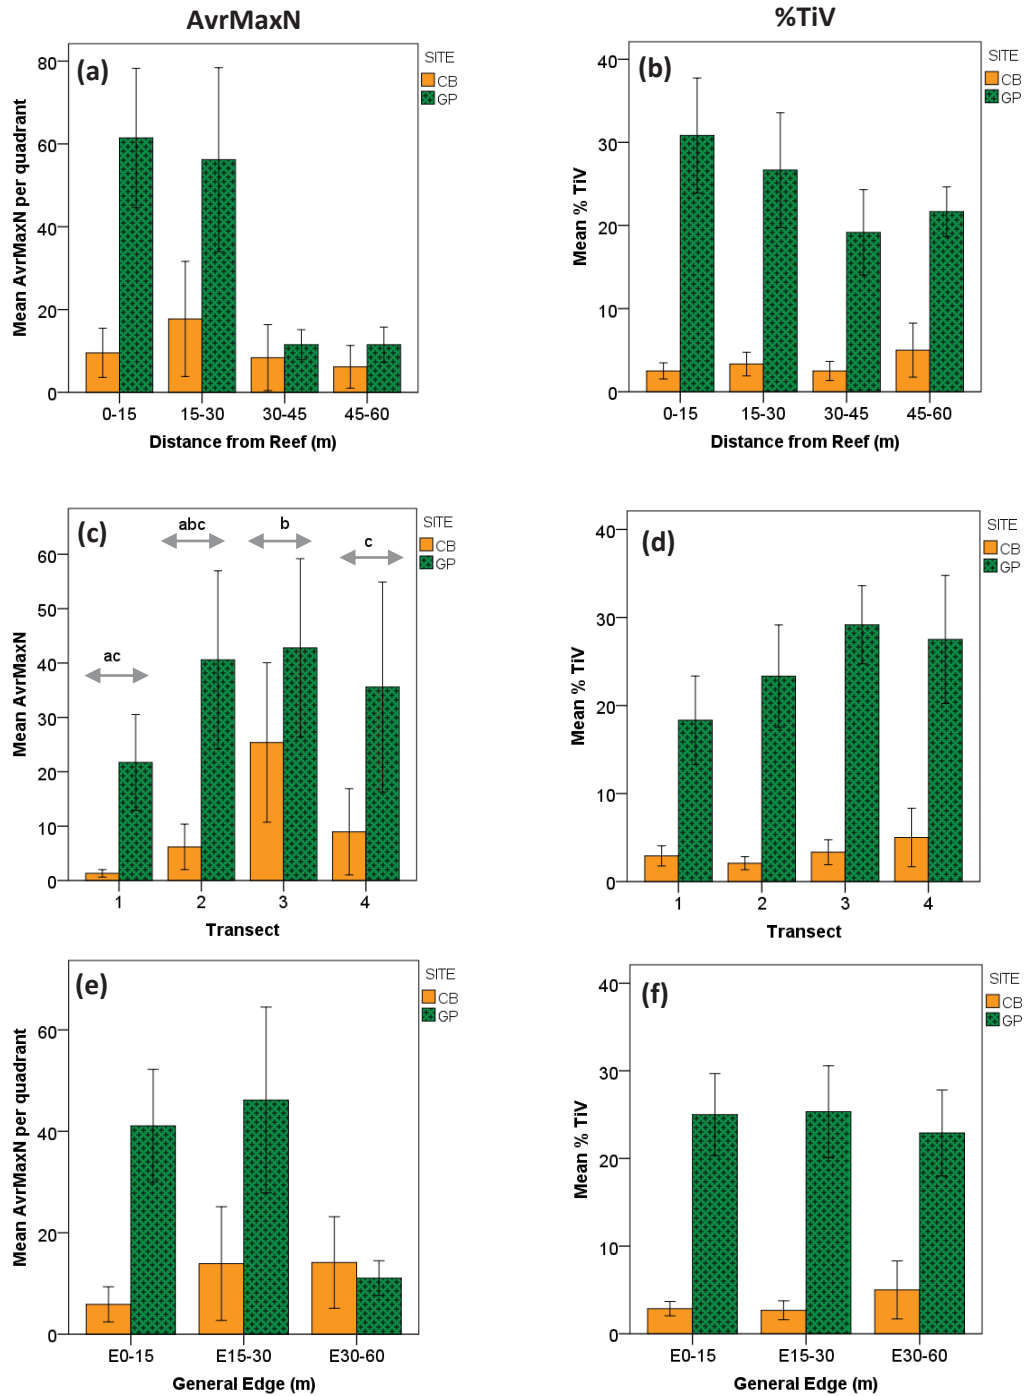 AvrMaxN
%TiV
(a)
SITE
CB
GP
80
60
40
20
0
Mean AvrMaxN per quadrant
0-15 15-30 30-45 45-60
Distance from Reef (m)
(b)
SITE
CB
GP
40
30
20
10
0
Mean % TiV
0-15 15-30 30-45 45-60
Distance from Reef (m)
(c)
SITE
CB
GP
ac
abc
b
c
60
50
40
30
20
10
0
Mean AvrMaxN
1 2 3 4
Transect
(d)
SITE
CB
GP
40
30
20
10
0
Mean % TiV
1 2 3 4
Transect
(e)
SITE
CB
GP
60
40
20
0
Mean AvrMaxN per quadrant
E0-15 E15-30 E30-60
General Edge (m)
(f)
SITE
CB
GP
40
30
20
10
0
Mean % TiV
E0-15 E15-30 E30-60
General Edge (m)